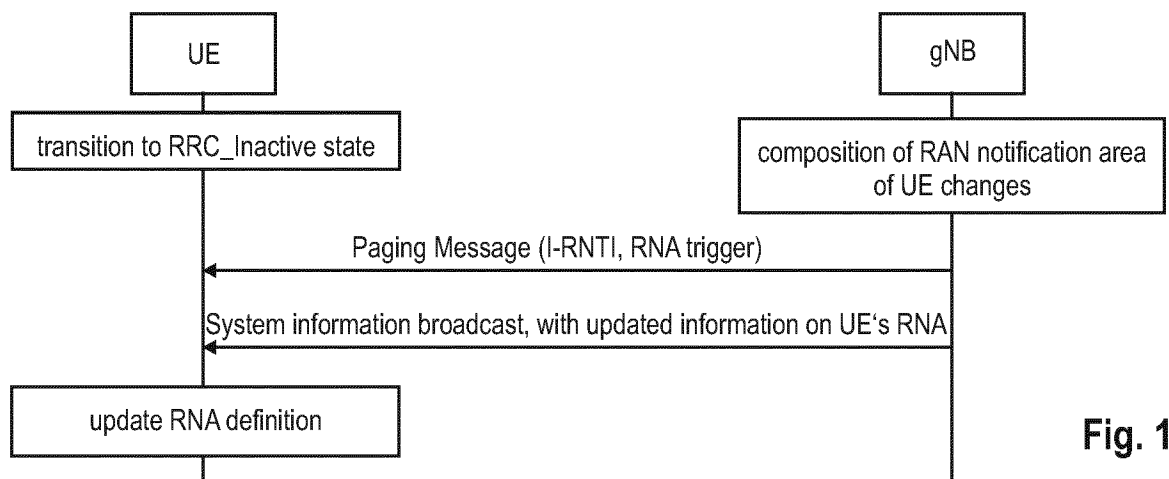 UE
gNB
transition to RRC_Inactive state
composition of RAN notification area
of UE changes
Paging Message (I-RNTI, RNA trigger)
System information broadcast, with updated information on UE‘s RNA
update RNA definition
Fig. 1